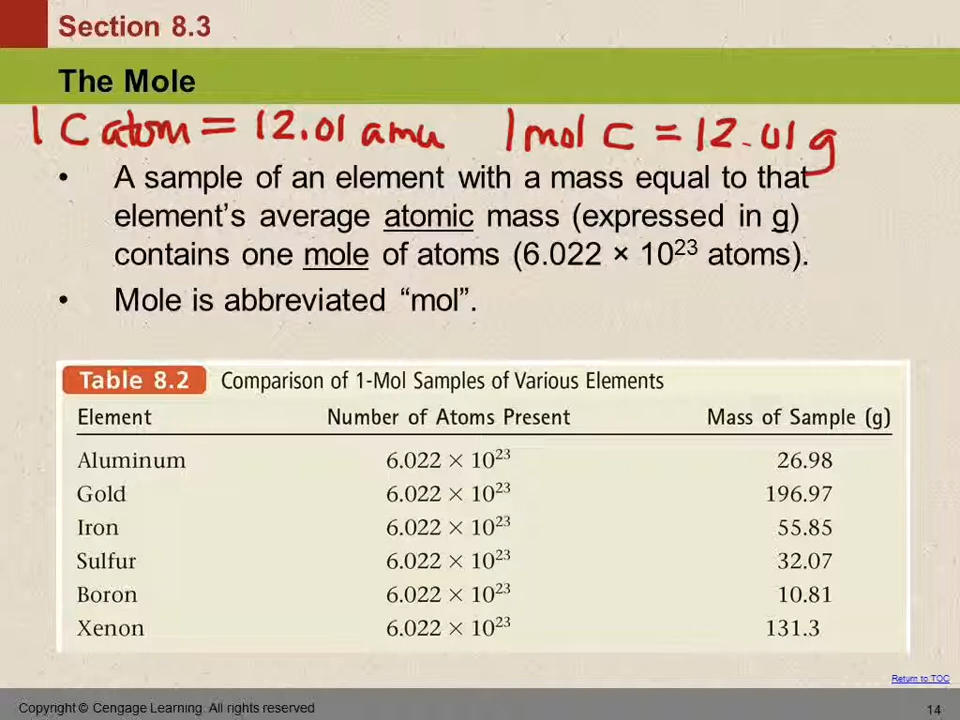 Section 8.3
The Mole
1 C atom = 12.01 amu 1 mol C = 12.01 g
• A sample of an element with a mass equal to that
element’s average atomic mass (expressed in g)
contains one mole of atoms (6.022 × 10²³ atoms).
• Mole is abbreviated “mol”.
Table 8.2 Comparison of 1-Mol Samples of Various Elements
Element Number of Atoms Present Mass of Sample (g)
Aluminum 6.022 × 10²³ 26.98
Gold 6.022 × 10²³ 196.97
Iron 6.022 × 10²³ 55.85
Sulfur 6.022 × 10²³ 32.07
Boron 6.022 × 10²³ 10.81
Xenon 6.022 × 10²³ 131.3
Return to TOC
Copyright © Cengage Learning. All rights reserved 14